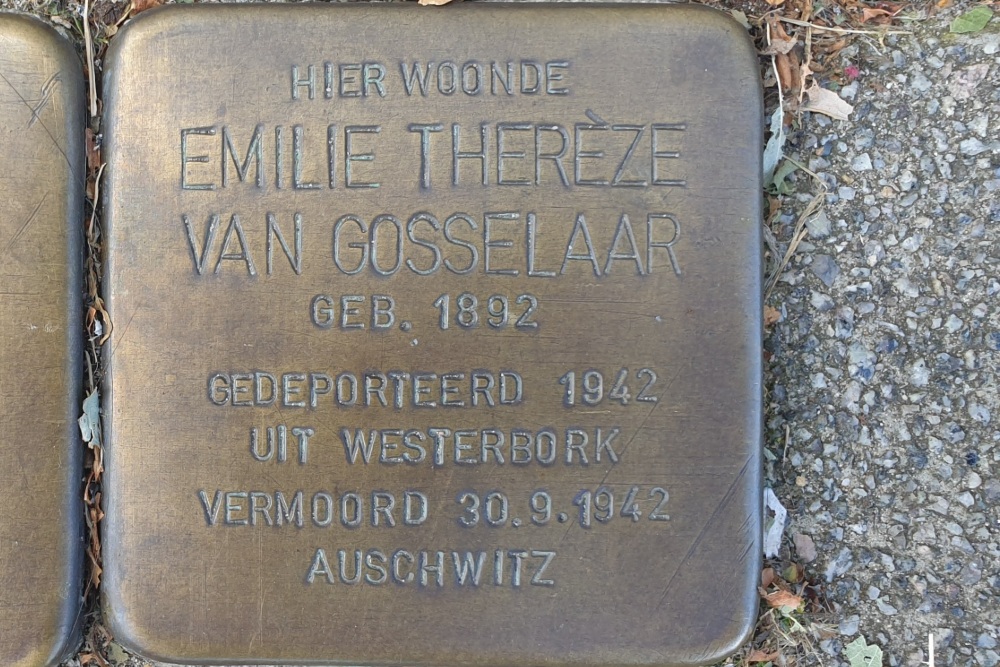 HIER WOONDE
EMILIE THERÈZE
VAN GOSSELAAR
GEB. 1892
GEDEPORTEERD 1942
UIT WESTERBORK
VERMOORD 30.9.1942
AUSCHWITZ